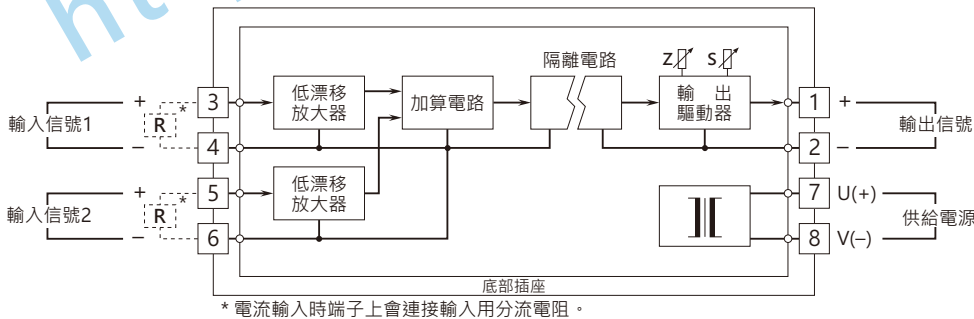 ht
隔離電路
Z S
3 低漂移 放大器 加算電路 輸 出 驅動器 1 +
輸入信號1 + R *
– 4 2 –
輸出信號
輸入信號2 + R *
5 低漂移 放大器 7 U(+)
– 6 8 V(–)
供給電源
底部插座
* 電流輸入時端子上會連接輸入用分流電阻。